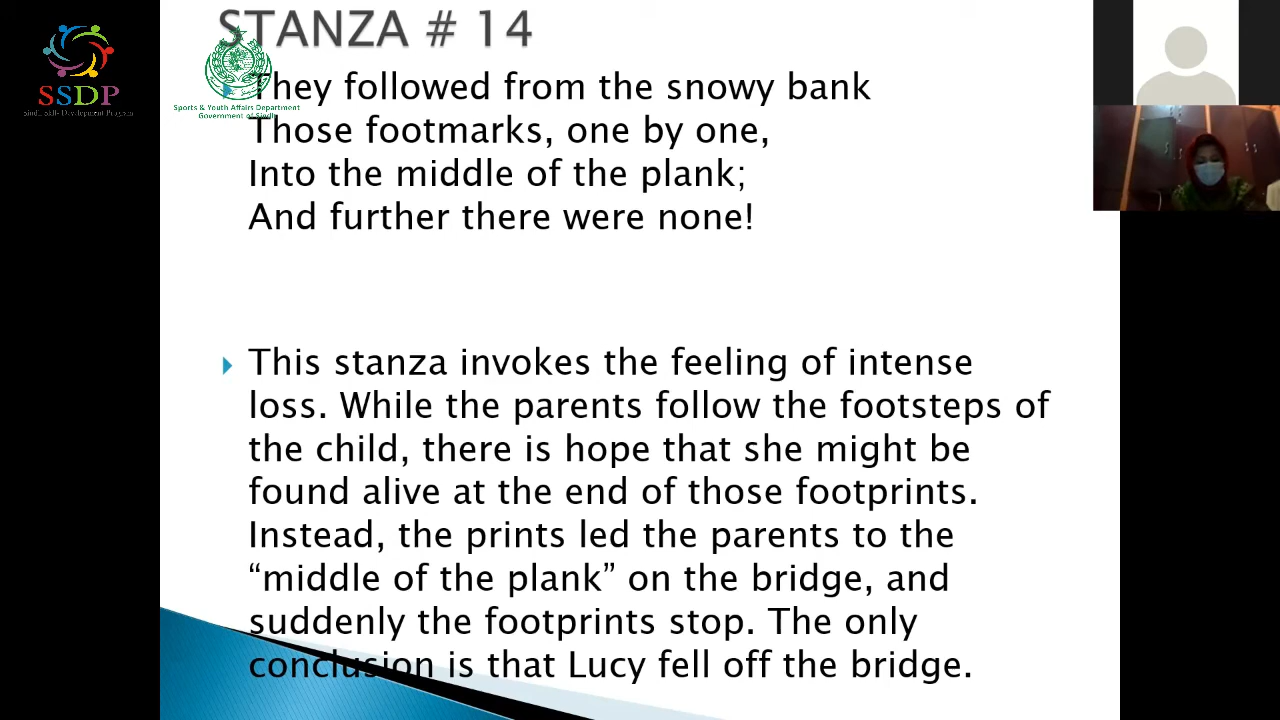 STANZA # 14
SSDP
Sindh Skills Development Program
Sports & Youth Affairs Department
Government of Sindh
They followed from the snowy bank
Those footmarks, one by one,
Into the middle of the plank;
And further there were none!
This stanza invokes the feeling of intense
loss. While the parents follow the footsteps of
the child, there is hope that she might be
found alive at the end of those footprints.
Instead, the prints led the parents to the
“middle of the plank” on the bridge, and
suddenly the footprints stop. The only
conclusion is that Lucy fell off the bridge.